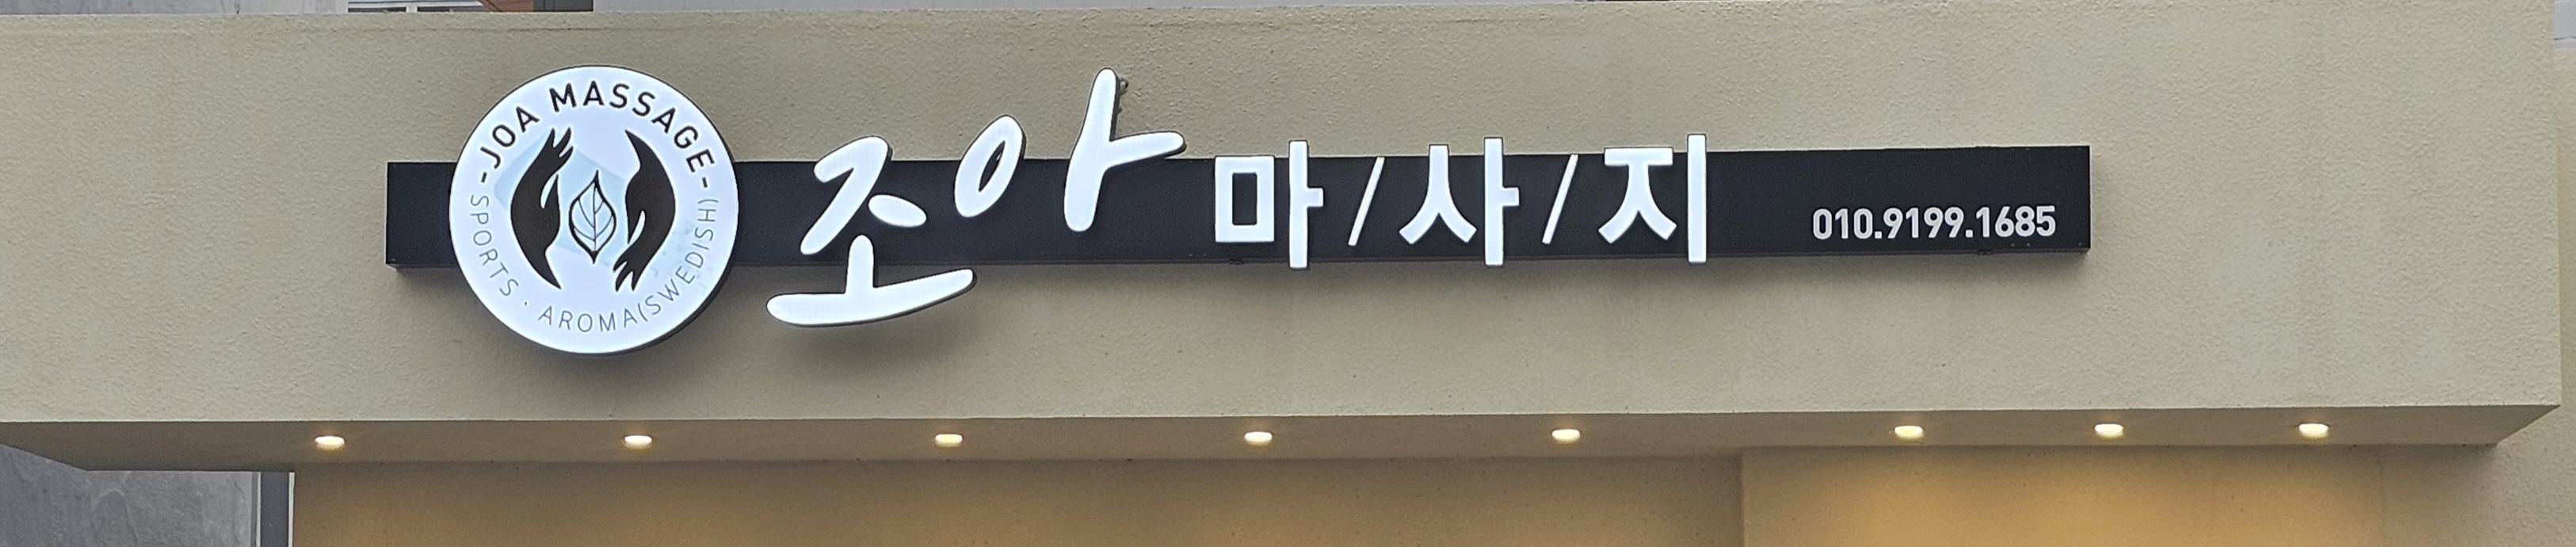 -JOA MASSAGE-
SPORTS · AROMA(SWEDISH)
조아 마/사/지
010.9199.1685